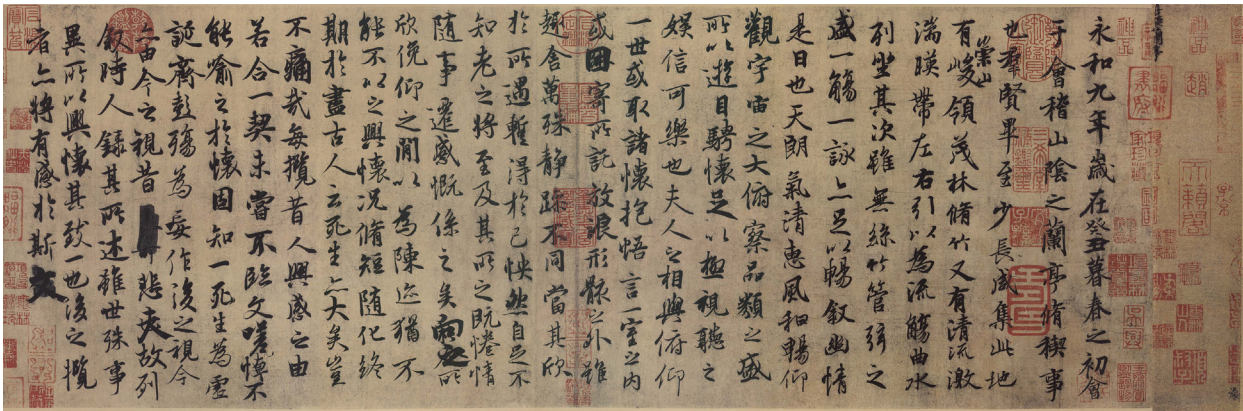 永和九年歲在癸丑暮春之初會
于會稽山陰之蘭亭脩稧事
也羣賢畢至少長咸集此地
有崇山峻領茂林脩竹又有清流激
湍暎帶左右引以為流觴曲水
列坐其次雖無絲竹管弦之
盛一觴一詠亦足以暢叙幽情
是日也天朗氣清惠風和暢仰
觀宇宙之大俯察品類之盛
所以遊目騁懷足以極視聽之
娛信可樂也夫人之相與俯仰
一世或取諸懷抱悟言一室之內
或因寄所託放浪形骸之外雖
趣舍萬殊靜躁不同當其欣
於所遇蹔得於己怏然自足不
知老之將至及其所之既惓情
隨事遷感慨係之矣向之所
欣俛仰之閒以為陳迹猶不
能不以之興懷況脩短隨化終
期於盡古人云死生亦大矣豈
不痛哉每攬昔人興感之由
若合一契未嘗不臨文嗟悼不
能喻之於懷固知一死生為虛
誕齊彭殤為妄作後之視今
亦由今之視昔悲夫故列
叙時人錄其所述雖世殊事
異所以興懷其致一也後之攬
者亦將有感於斯文